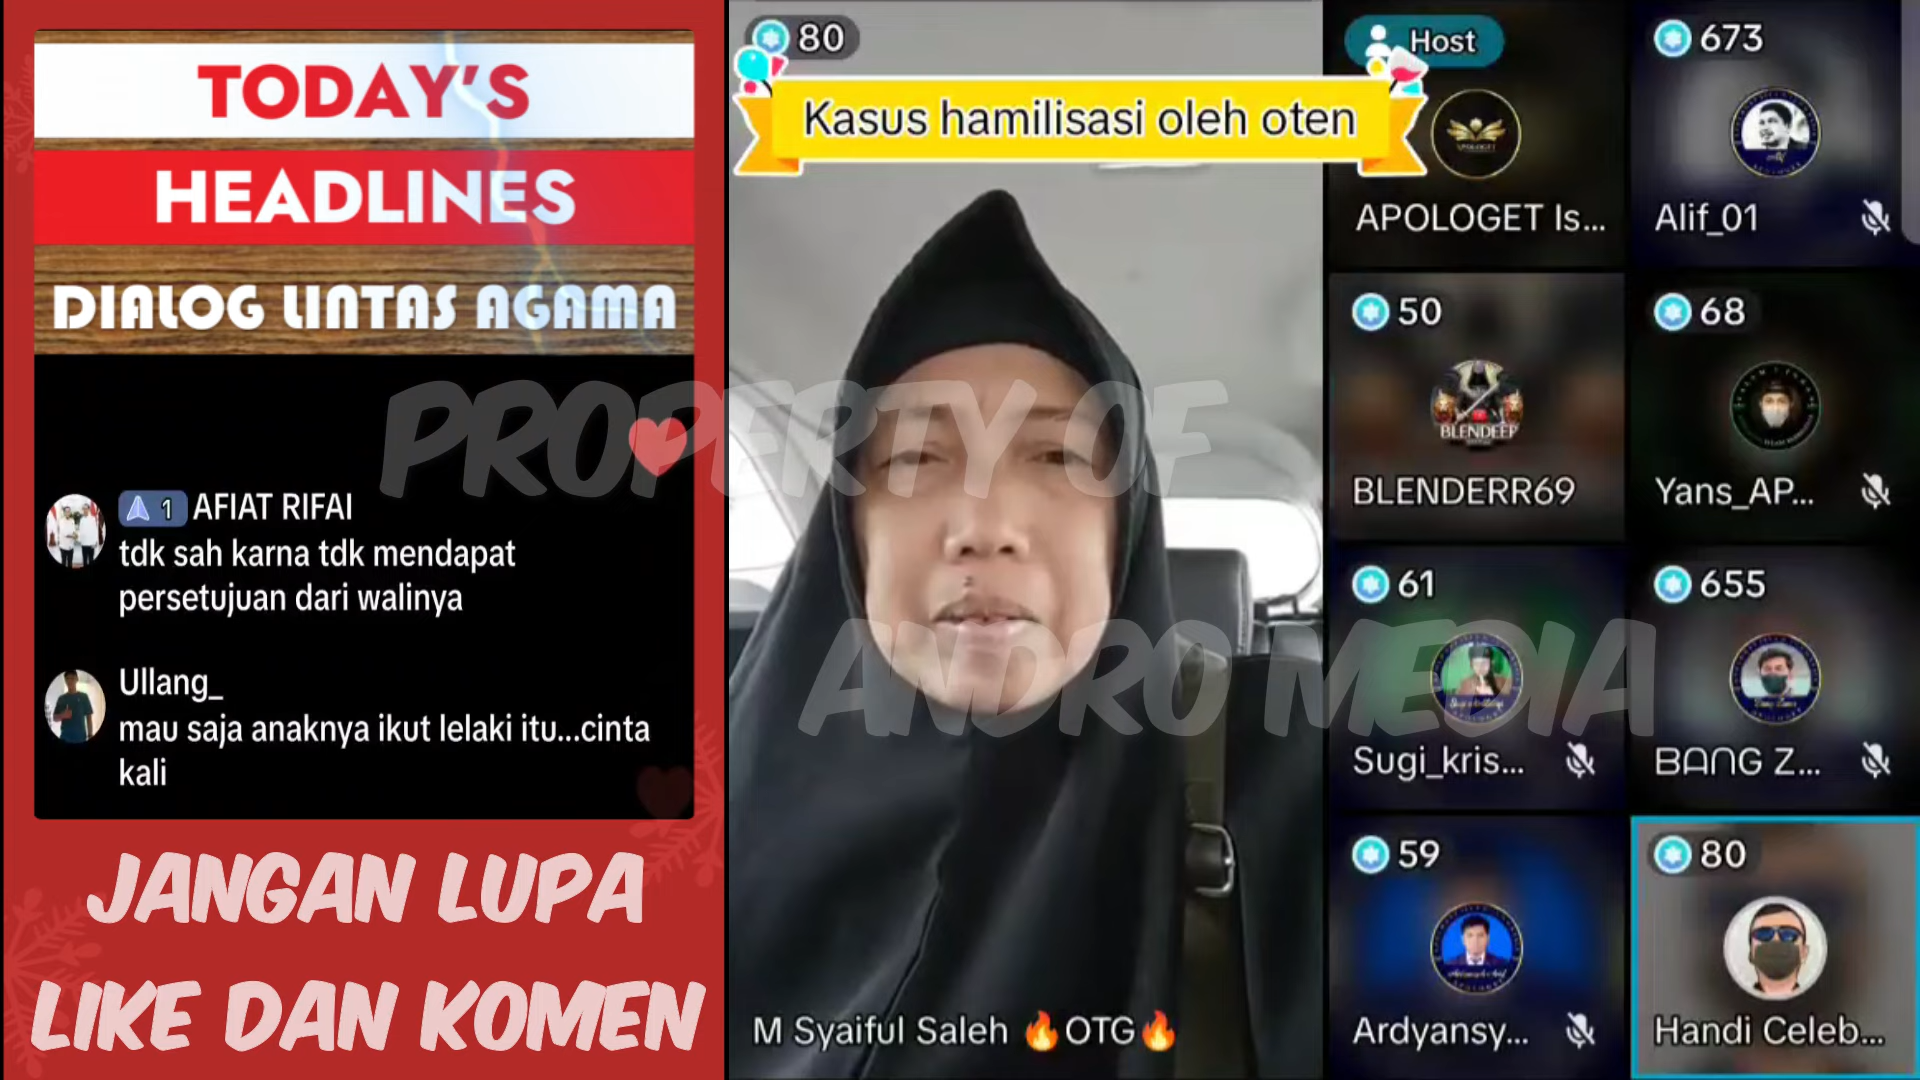 TODAY'S
HEADLINES
DIALOG LINTAS AGAMA
1 AFIAT RIFAI
tdk sah karna tdk mendapat
persetujuan dari walinya
Ullang_
mau saja anaknya ikut lelaki itu...cinta
kali
JANGAN LUPA
LIKE DAN KOMEN
PROPERTY OF
ANDRO MEDIA
80
Kasus hamilisasi oleh oten
M Syaiful Saleh 🔥OTG🔥
Host
APOLOGET
APOLOGET Is...
673
Alif_01
50
BLENDEEP
BLENDERR69
68
Yans_AP...
61
Sugi_kris...
655
BANG Z...
59
Ardyansy...
80
Handi Celeb...